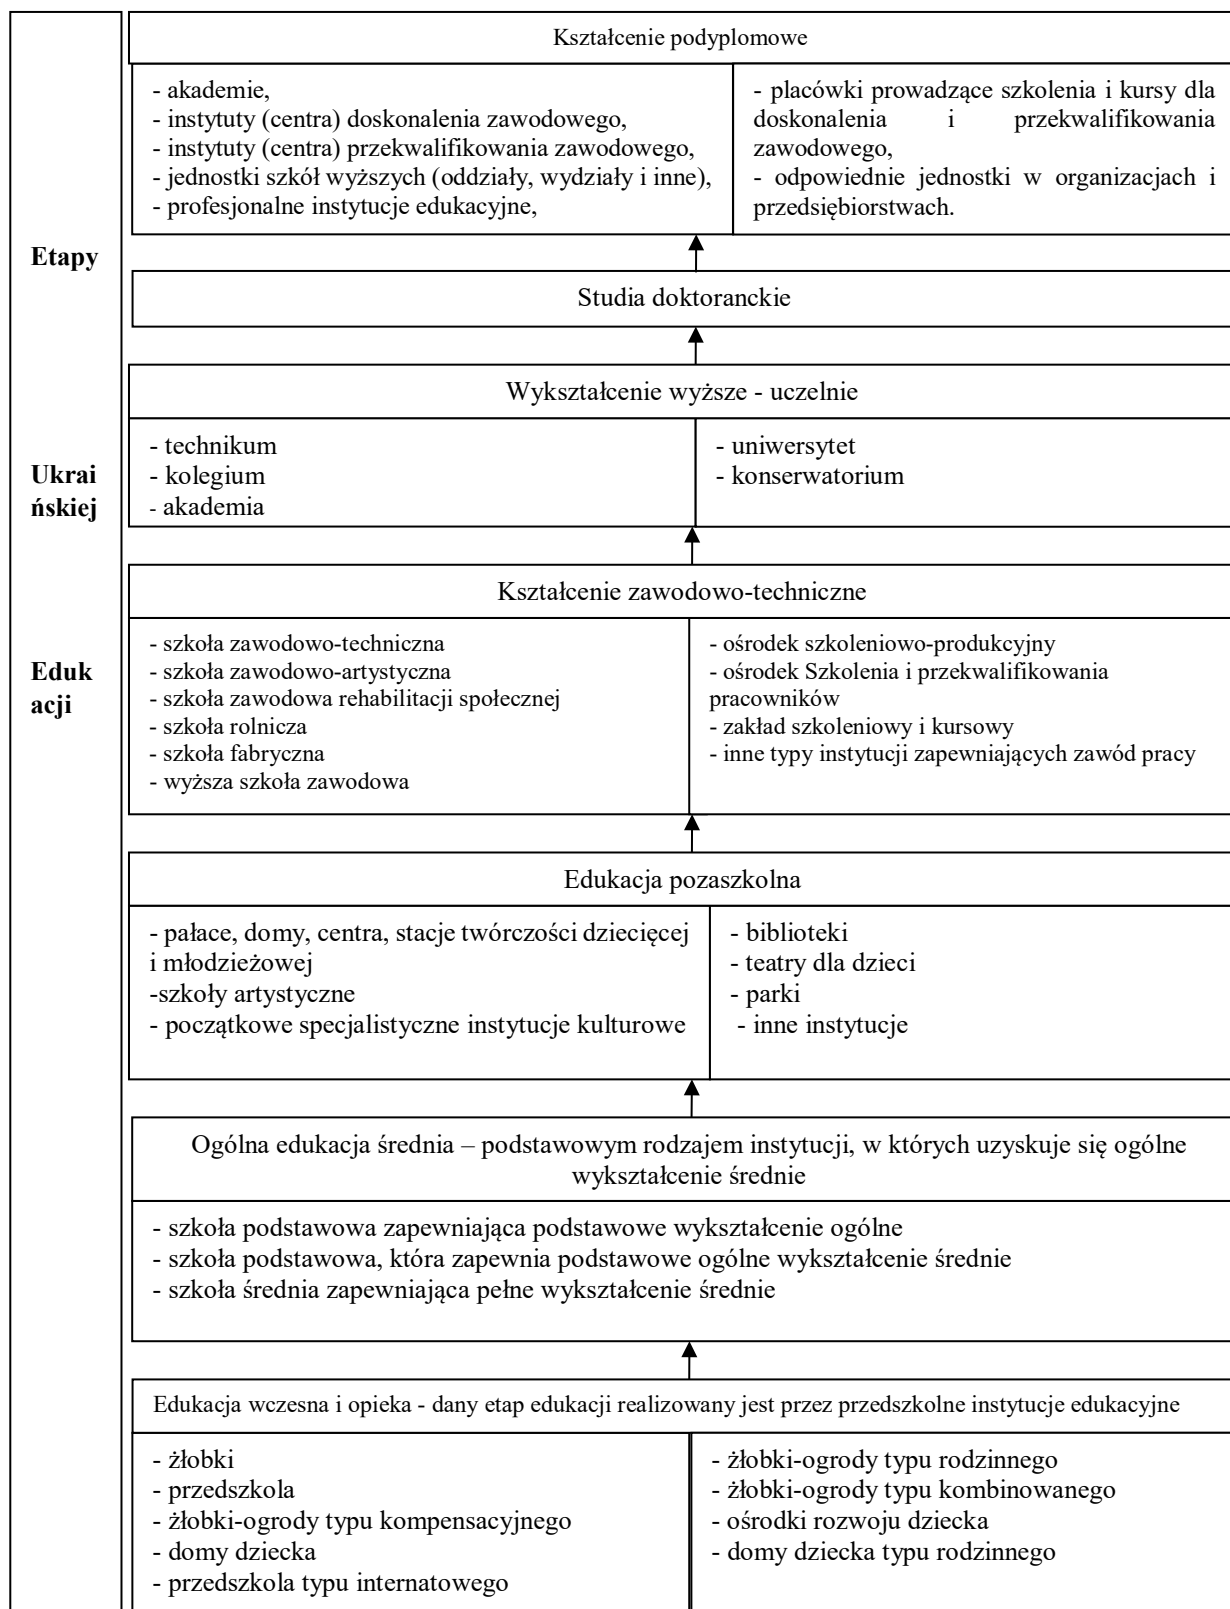 Kształcenie podyplomowe
- akademie,
- instytuty (centra) doskonalenia zawodowego,
- instytuty (centra) przekwalifikowania zawodowego,
- jednostki szkół wyższych (oddziały, wydziały i inne),
- profesjonalne instytucje edukacyjne,
- placówki prowadzące szkolenia i kursy dla
doskonalenia i przekwalifikowania
zawodowego,
- odpowiednie jednostki w organizacjach i
przedsiębiorstwach.
Etapy
Studia doktoranckie
Wykształcenie wyższe - uczelnie
- technikum
- kolegium
- akademia
- uniwersytet
- konserwatorium
Ukrai
ńskiej
Kształcenie zawodowo-techniczne
- szkoła zawodowo-techniczna
- szkoła zawodowo-artystyczna
- szkoła zawodowa rehabilitacji społecznej
- szkoła rolnicza
- szkoła fabryczna
- wyższa szkoła zawodowa
- ośrodek szkoleniowo-produkcyjny
- ośrodek Szkolenia i przekwalifikowania
pracowników
- zakład szkoleniowy i kursowy
- inne typy instytucji zapewniających zawód pracy
Eduk
acji
Edukacja pozaszkolna
- pałace, domy, centra, stacje twórczości dziecięcej
i młodzieżowej
-szkoły artystyczne
- początkowe specjalistyczne instytucje kulturowe
- biblioteki
- teatry dla dzieci
- parki
- inne instytucje
Ogólna edukacja średnia – podstawowym rodzajem instytucji, w których uzyskuje się ogólne
wykształcenie średnie
- szkoła podstawowa zapewniająca podstawowe wykształcenie ogólne
- szkoła podstawowa, która zapewnia podstawowe ogólne wykształcenie średnie
- szkoła średnia zapewniająca pełne wykształcenie średnie
Edukacja wczesna i opieka - dany etap edukacji realizowany jest przez przedszkolne instytucje edukacyjne
- żłobki
- przedszkola
- żłobki-ogrody typu kompensacyjnego
- domy dziecka
- przedszkola typu internatowego
- żłobki-ogrody typu rodzinnego
- żłobki-ogrody typu kombinowanego
- ośrodki rozwoju dziecka
- domy dziecka typu rodzinnego